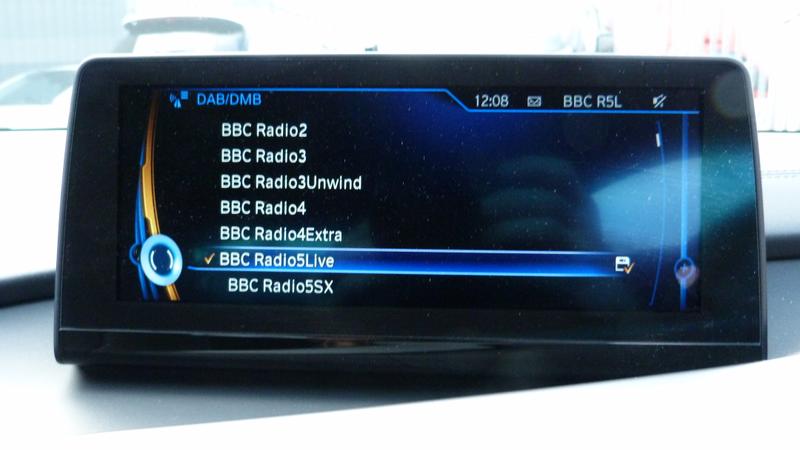 DAB/DMB 12:08 BBC R5L
BBC Radio2
BBC Radio3
BBC Radio3Unwind
BBC Radio4
BBC Radio4Extra
BBC Radio5Live
BBC Radio5SX